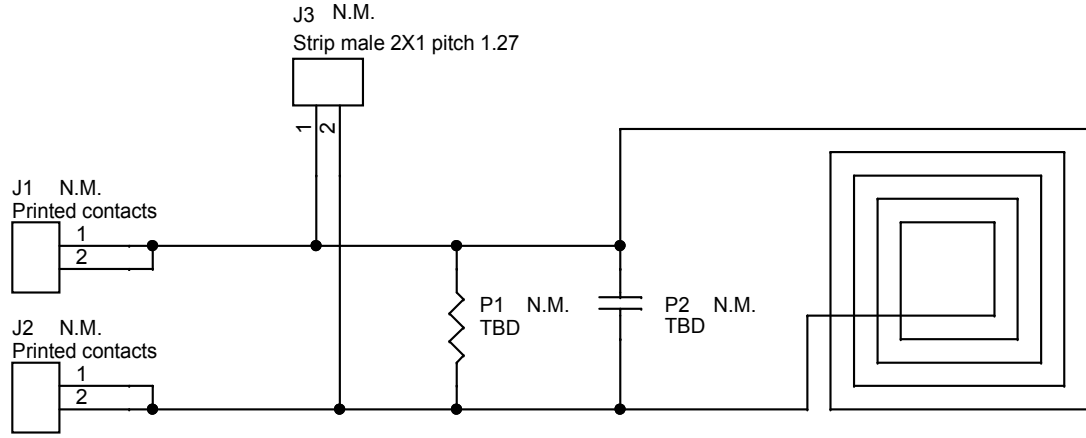 J3 N.M.
Strip male 2X1 pitch 1.27
1
2
J1 N.M.
Printed contacts
1
2
P1 N.M.
TBD
P2 N.M.
TBD
J2 N.M.
Printed contacts
1
2